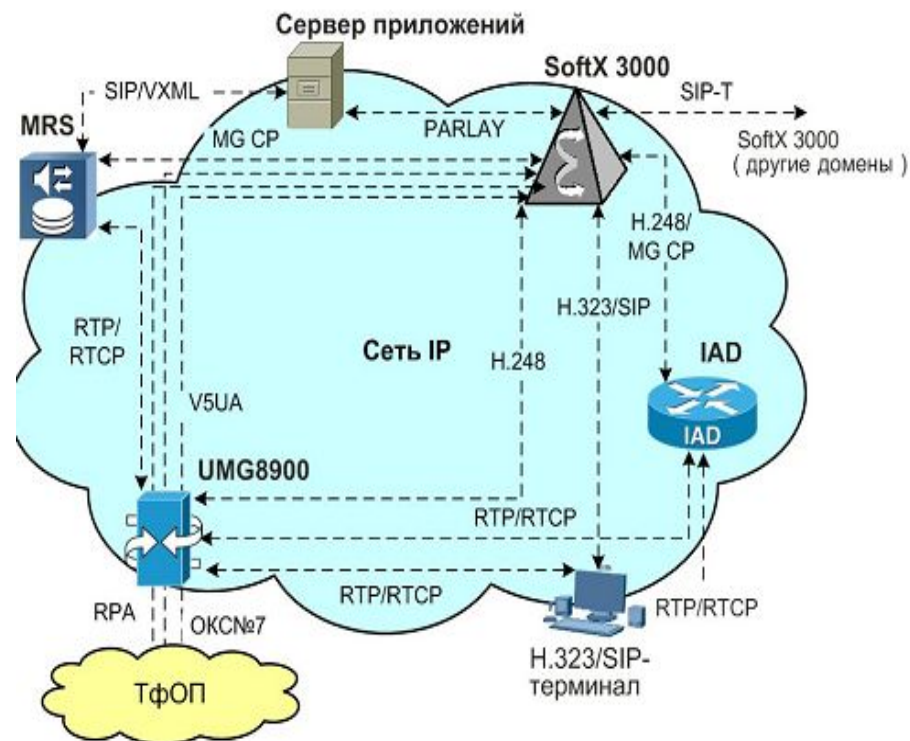 Сервер приложений
SoftX 3000
SIP/VXML
SIP-T
MRS
MG CP
PARLAY
SoftX 3000
( другие домены )
H.248/
MG CP
H.323/SIP
RTP/
RTCP
Сеть IP
H.248
IAD
V5UA
IAD
UMG8900
RTP/RTCP
RTP/RTCP
RTP/RTCP
RPA
ОКС№7
H.323/SIP-
терминал
ТфОП